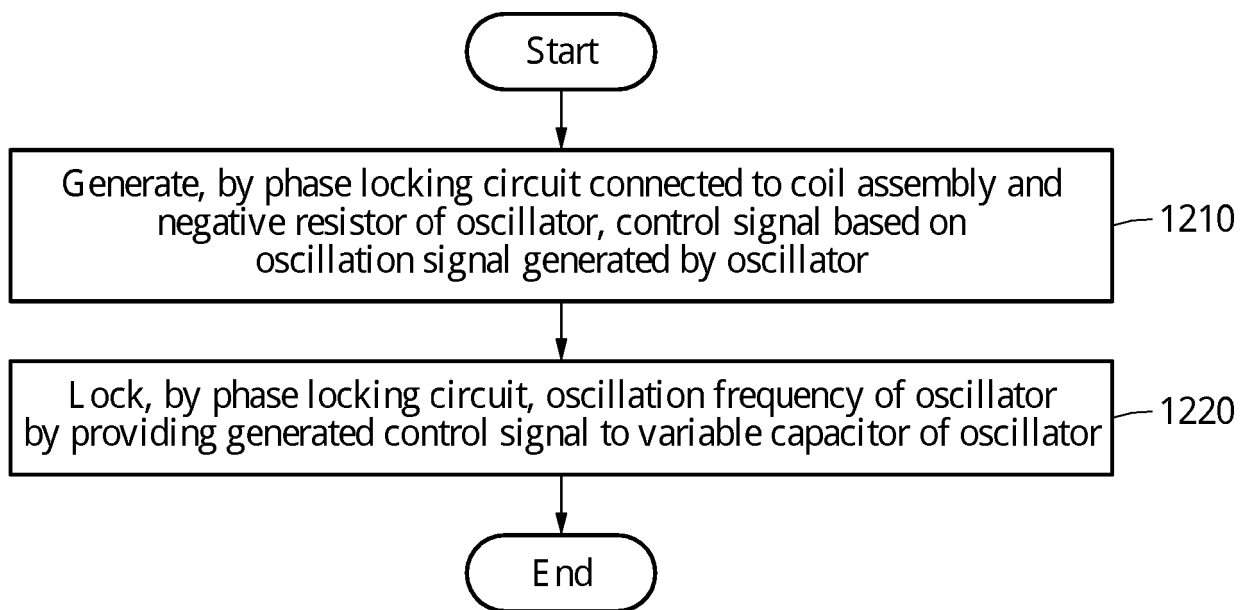 Start
Generate, by phase locking circuit connected to coil assembly and
negative resistor of oscillator, control signal based on
oscillation signal generated by oscillator
1210
Lock, by phase locking circuit, oscillation frequency of oscillator
by providing generated control signal to variable capacitor of oscillator
1220
End